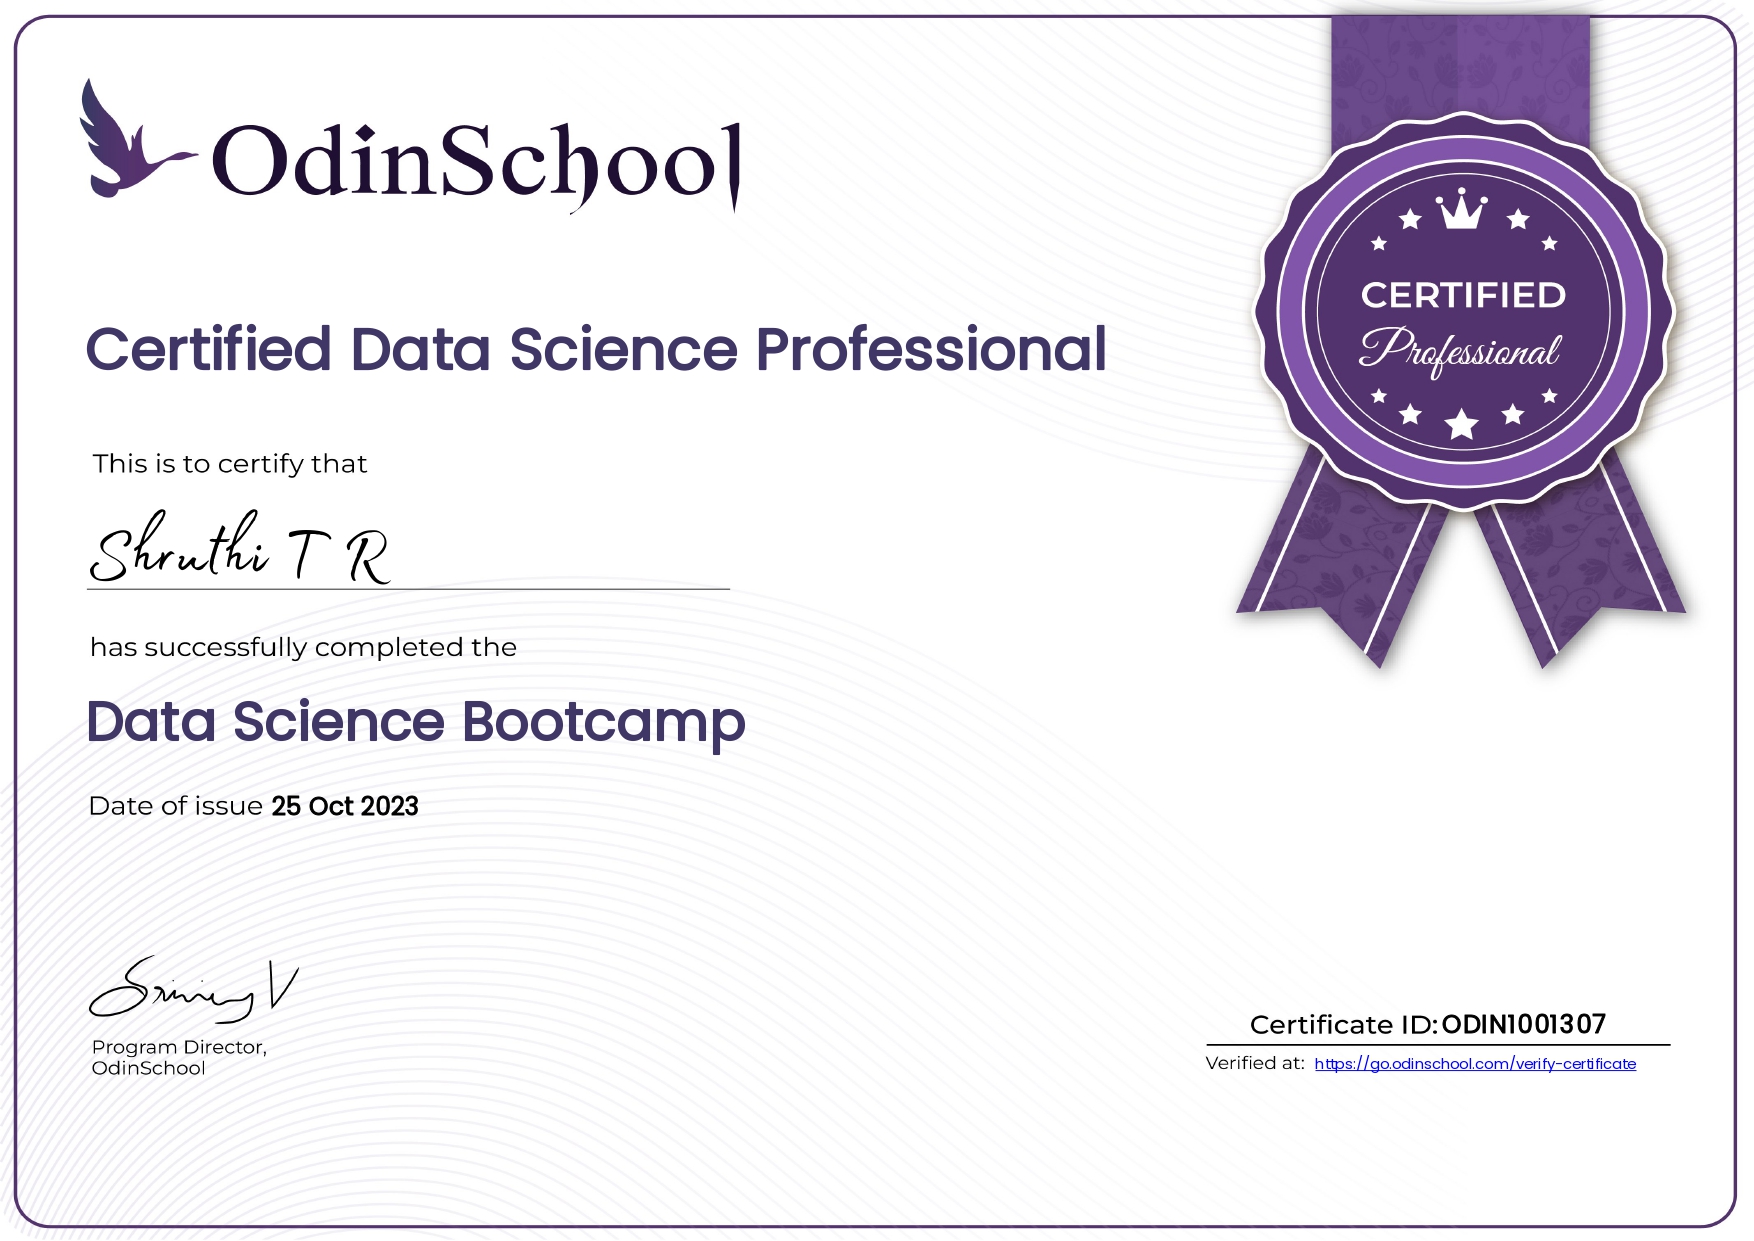 OdinSchool
CERTIFIED
Professional
Certified Data Science Professional
This is to certify that
Shruthi T R
has successfully completed the
Data Science Bootcamp
Date of issue 25 Oct 2023
Program Director,
OdinSchool
Certificate ID: ODIN1001307
Verified at: https://go.odinschool.com/verify-certificate